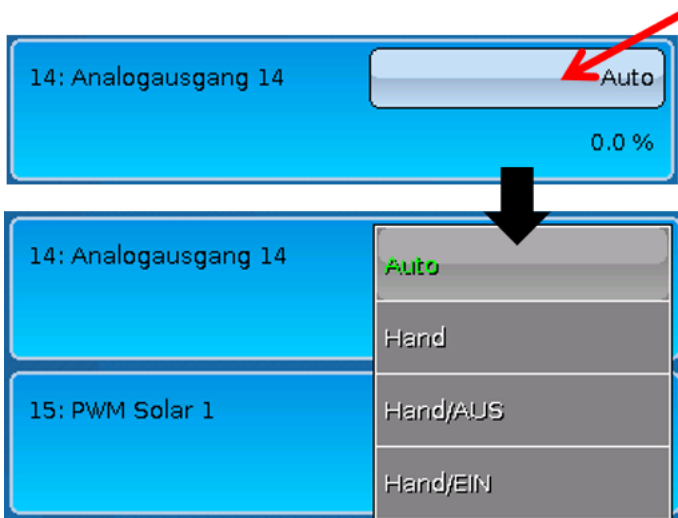 14: Analogausgang 14
Auto
0.0 %
14: Analogausgang 14
Auto
Hand
15: PWM Solar 1
Hand/AUS
Hand/EIN